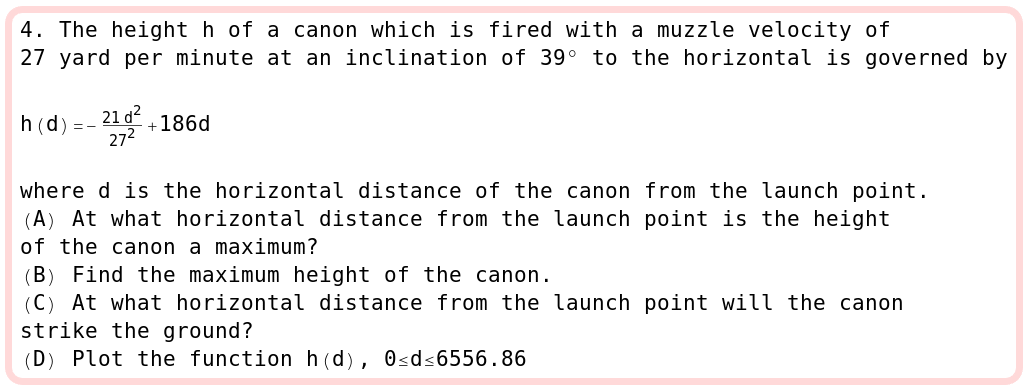 4. The height h of a canon which is fired with a muzzle velocity of
27 yard per minute at an inclination of 39° to the horizontal is governed by
h(d)=-\frac{21 d^2}{27^2}+186d
where d is the horizontal distance of the canon from the launch point.
(A) At what horizontal distance from the launch point is the height
of the canon a maximum?
(B) Find the maximum height of the canon.
(C) At what horizontal distance from the launch point will the canon
strike the ground?
(D) Plot the function h(d), 0≤d≤6556.86